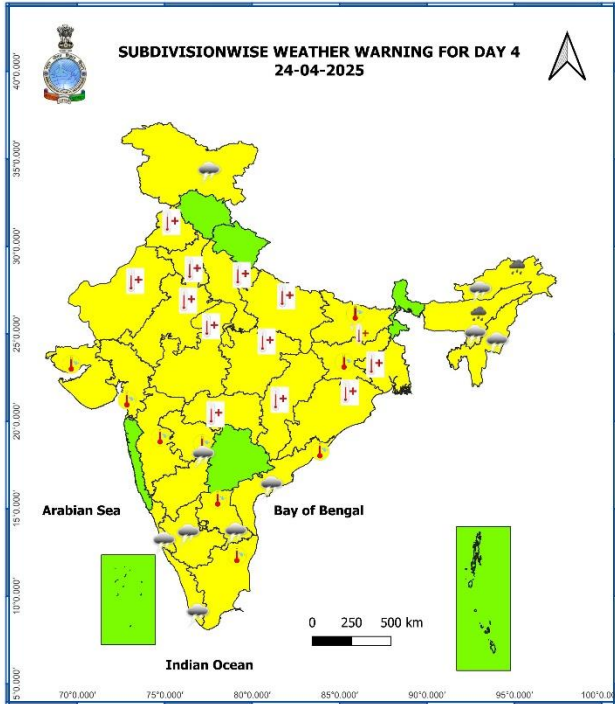 SUBDIVISIONWISE WEATHER WARNING FOR DAY 4
24-04-2025
40°0.000'
35°0.000'
30°0.000'
25°0.000'
20°0.000'
15°0.000'
10°0.000'
5°0.000'
Arabian Sea
Bay of Bengal
0 250 500 km
Indian Ocean
70°0.000' 75°0.000' 80°0.000' 85°0.000' 90°0.000' 95°0.000' 100°0.000'